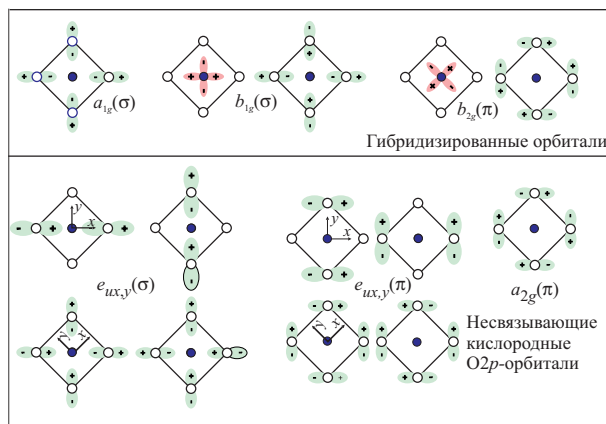 a1g(σ)
b1g(σ)
b2g(π)
Гибридизированные орбитали
y
x
y
x
eux,y(σ)
eux,y(π)
a2g(π)
Несвязывающие
кислородные
O2p-орбитали
y
x
y
x